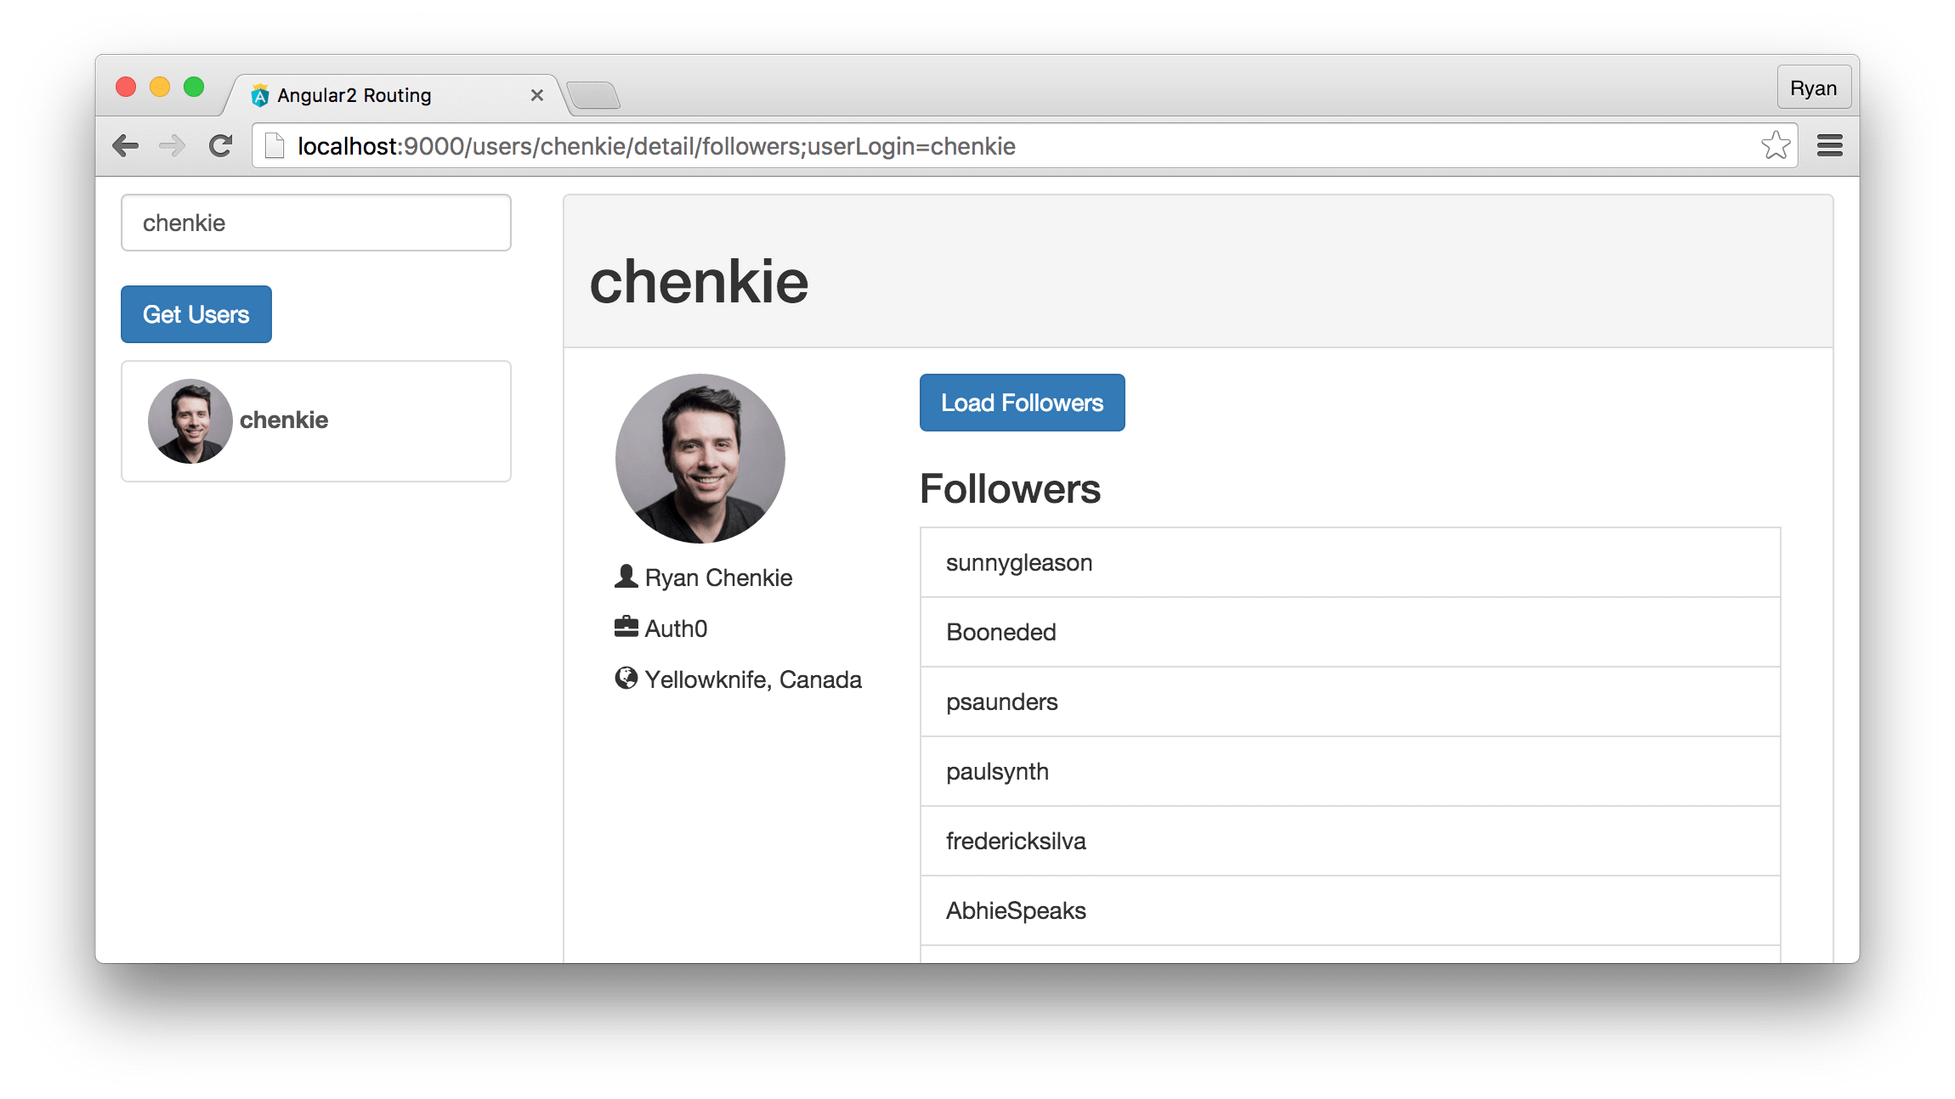 Angular2 Routing
Ryan
localhost:9000/users/chenkie/detail/followers;userLogin=chenkie
chenkie
Get Users
chenkie
chenkie
Load Followers
Followers
sunnygleason
Booneded
psaunders
paulsynth
fredericksilva
AbhieSpeaks
Ryan Chenkie
Auth0
Yellowknife, Canada